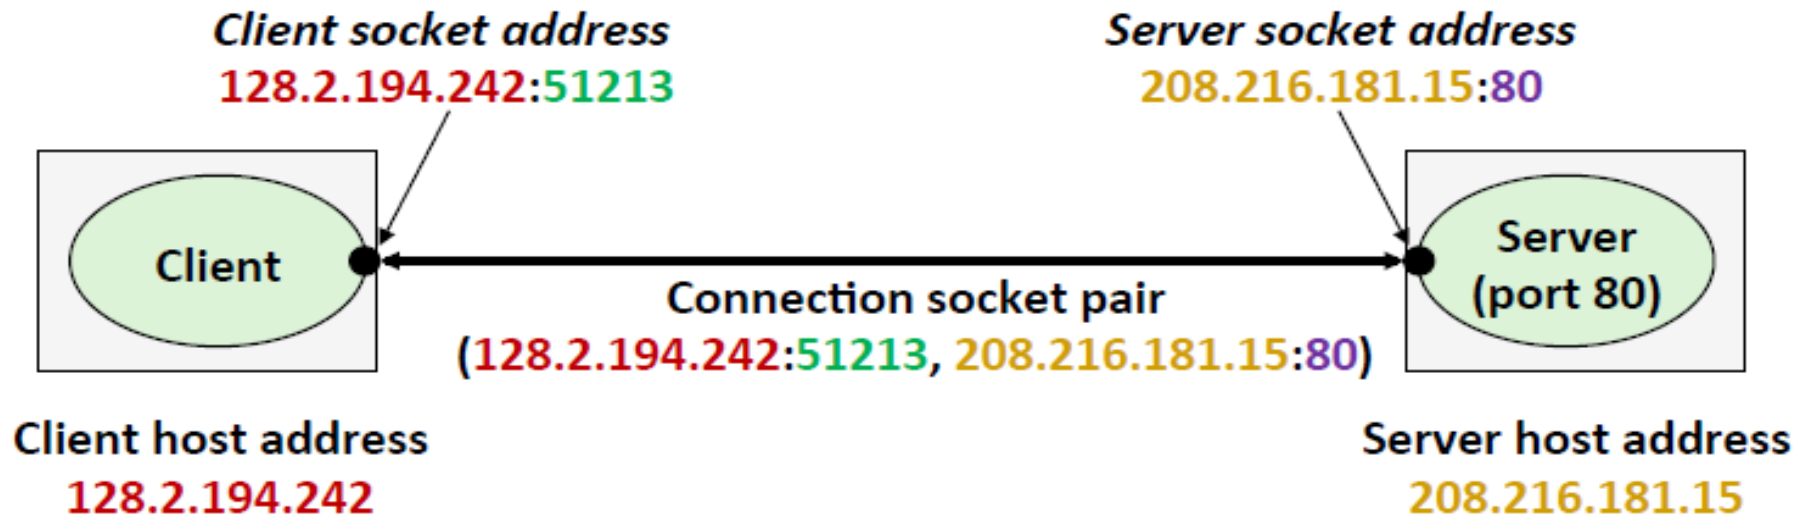 Client socket address
128.2.194.242:51213
Server socket address
208.216.181.15:80
Client
Server
(port 80)
Connection socket pair
(128.2.194.242:51213, 208.216.181.15:80)
Client host address
128.2.194.242
Server host address
208.216.181.15